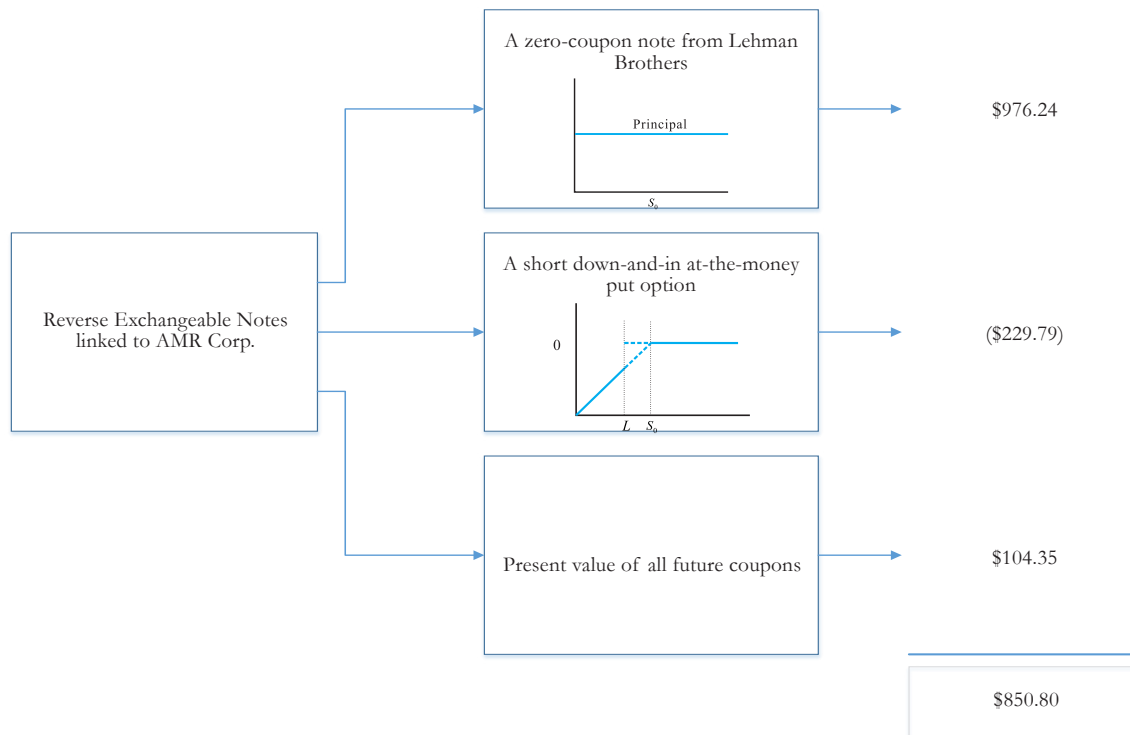 A zero-coupon note from Lehman
Brothers
Principal
S₀
$976.24
Reverse Exchangeable Notes
linked to AMR Corp.
A short down-and-in at-the-money
put option
0
L S₀
($229.79)
Present value of all future coupons
$104.35
$850.80